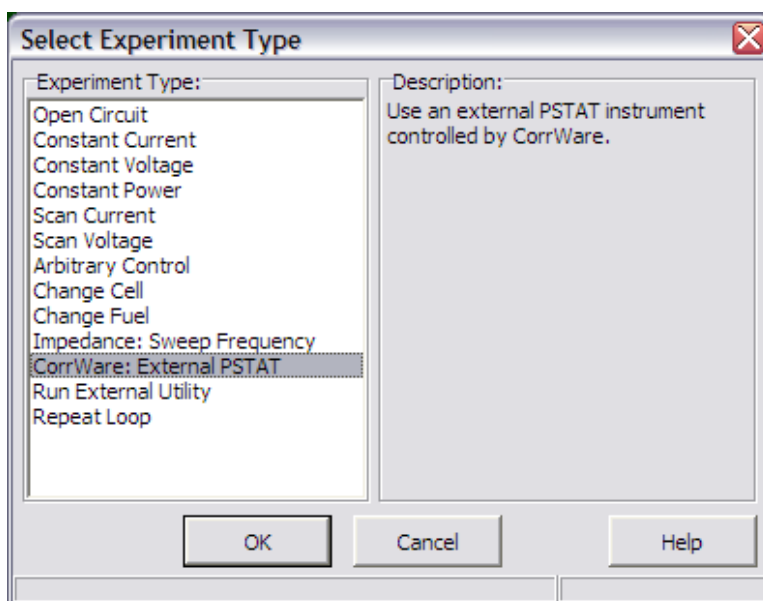 Select Experiment Type
Experiment Type:
Open Circuit
Constant Current
Constant Voltage
Constant Power
Scan Current
Scan Voltage
Arbitrary Control
Change Cell
Change Fuel
Impedance: Sweep Frequency
CorrWare: External PSTAT
Run External Utility
Repeat Loop
Description:
Use an external PSTAT instrument
controlled by CorrWare.
OK
Cancel
Help